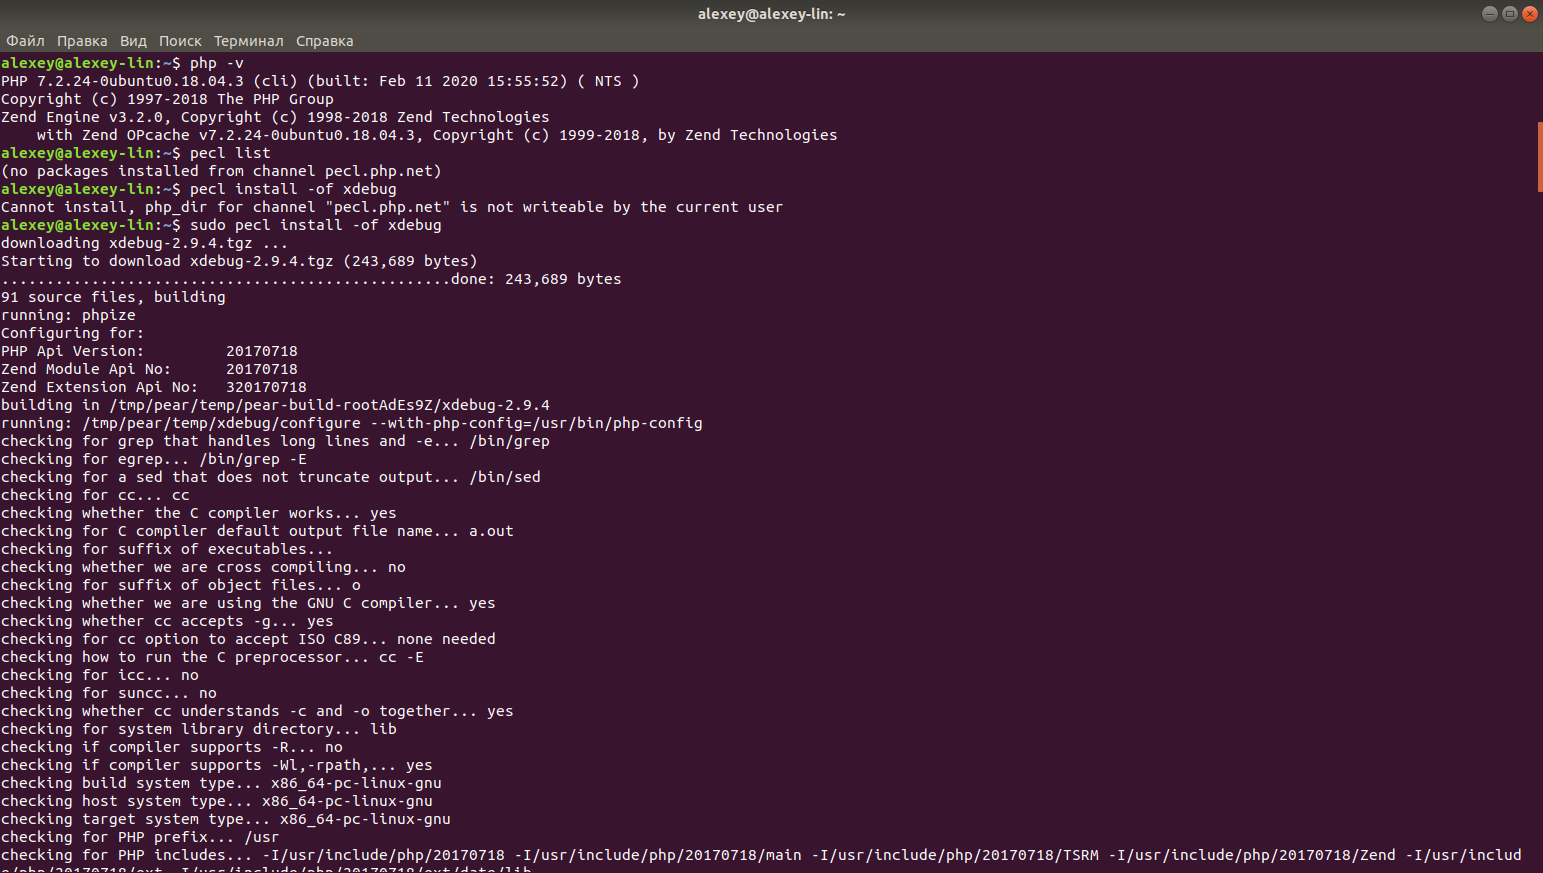 alexey@alexey-lin: ~
Файл Правка Вид Поиск Терминал Справка
alexey@alexey-lin:~$ php -v
PHP 7.2.24-0ubuntu0.18.04.3 (cli) (built: Feb 11 2020 15:55:52) ( NTS )
Copyright (c) 1997-2018 The PHP Group
Zend Engine v3.2.0, Copyright (c) 1998-2018 Zend Technologies
    with Zend OPcache v7.2.24-0ubuntu0.18.04.3, Copyright (c) 1999-2018, by Zend Technologies
alexey@alexey-lin:~$ pecl list
(no packages installed from channel pecl.php.net)
alexey@alexey-lin:~$ pecl install -of xdebug
Cannot install, php_dir for channel "pecl.php.net" is not writeable by the current user
alexey@alexey-lin:~$ sudo pecl install -of xdebug
downloading xdebug-2.9.4.tgz ...
Starting to download xdebug-2.9.4.tgz (243,689 bytes)
..................................................done: 243,689 bytes
91 source files, building
running: phpize
Configuring for:
PHP Api Version:         20170718
Zend Module Api No:      20170718
Zend Extension Api No:   320170718
building in /tmp/pear/temp/pear-build-rootAdEs9Z/xdebug-2.9.4
running: /tmp/pear/temp/xdebug/configure --with-php-config=/usr/bin/php-config
checking for grep that handles long lines and -e... /bin/grep
checking for egrep... /bin/grep -E
checking for a sed that does not truncate output... /bin/sed
checking for cc... cc
checking whether the C compiler works... yes
checking for C compiler default output file name... a.out
checking for suffix of executables...
checking whether we are cross compiling... no
checking for suffix of object files... o
checking whether we are using the GNU C compiler... yes
checking whether cc accepts -g... yes
checking for cc option to accept ISO C89... none needed
checking how to run the C preprocessor... cc -E
checking for icc... no
checking for suncc... no
checking whether cc understands -c and -o together... yes
checking for system library directory... lib
checking if compiler supports -R... no
checking if compiler supports -Wl,-rpath,... yes
checking build system type... x86_64-pc-linux-gnu
checking host system type... x86_64-pc-linux-gnu
checking target system type... x86_64-pc-linux-gnu
checking for PHP prefix... /usr
checking for PHP includes... -I/usr/include/php/20170718 -I/usr/include/php/20170718/main -I/usr/include/php/20170718/TSRM -I/usr/include/php/20170718/Zend -I/usr/includ
e/php/20170718/ext -I/usr/include/php/20170718/ext/date/lib